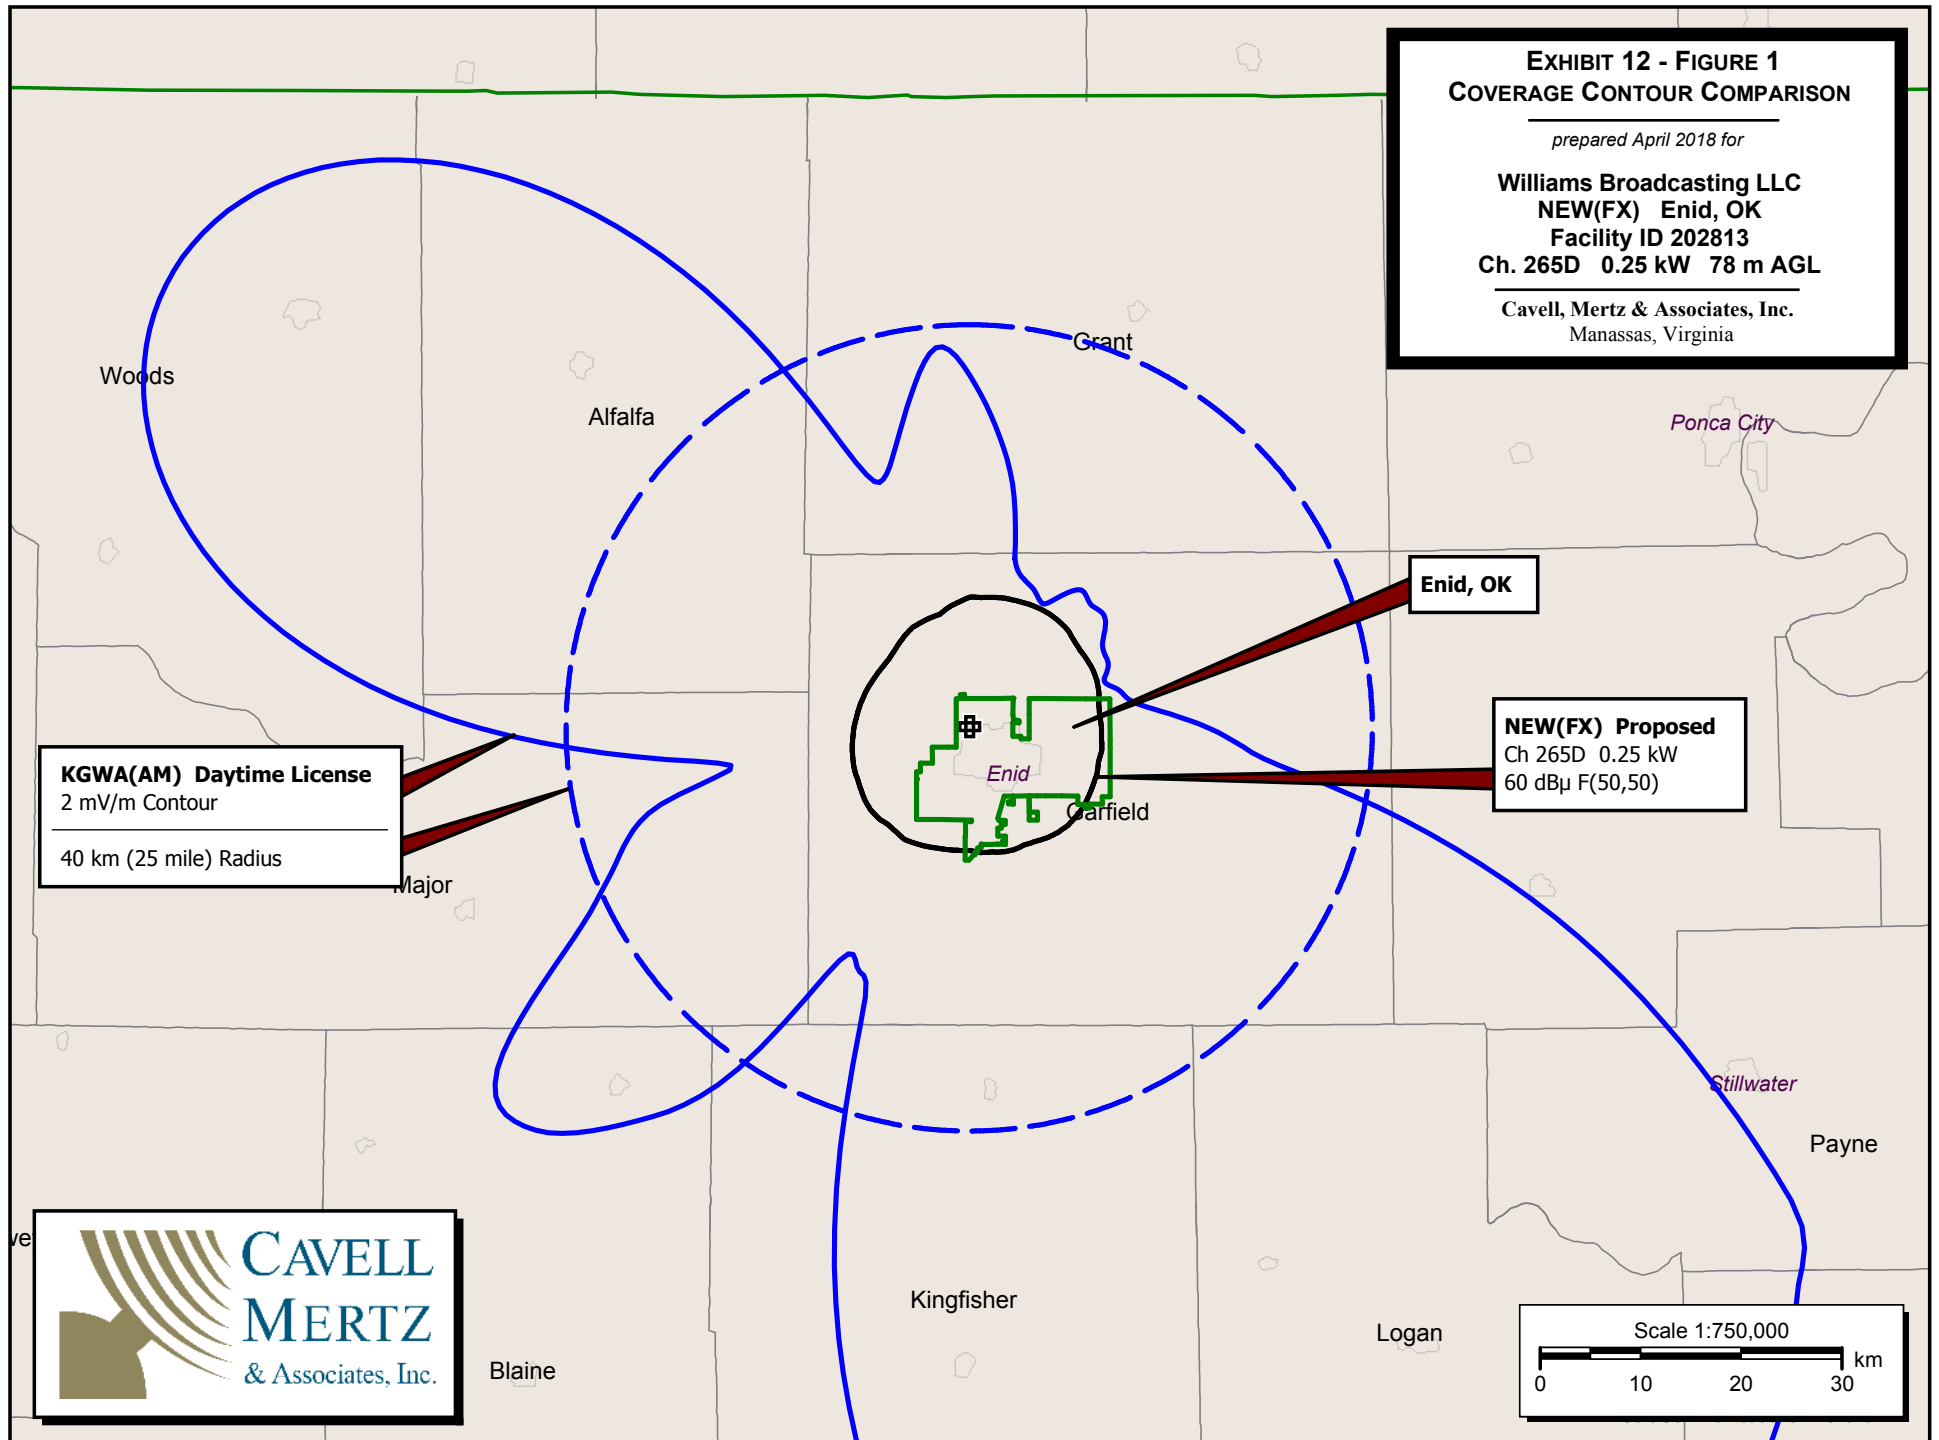 EXHIBIT 12 - FIGURE 1
COVERAGE CONTOUR COMPARISON
prepared April 2018 for
Williams Broadcasting LLC
NEW(FX) Enid, OK
Facility ID 202813
Ch. 265D 0.25 kW 78 m AGL
Cavell, Mertz & Associates, Inc.
Manassas, Virginia
Grant
Woods
Alfalfa
Ponca City
Enid, OK
NEW(FX) Proposed
Ch 265D 0.25 kW
60 dBµ F(50,50)
KGWA(AM) Daytime License
2 mV/m Contour
40 km (25 mile) Radius
Enid
Garfield
Major
Stillwater
Payne
CAVELL
MERTZ
& Associates, Inc.
Kingfisher
Logan
Blaine
Scale 1:750,000
km
0 10 20 30